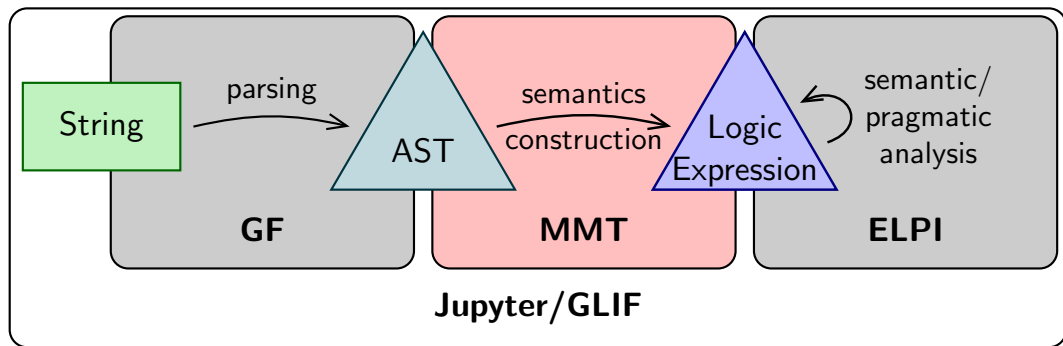 String
parsing
AST
semantics
construction
Logic
Expression
semantic/
pragmatic
analysis
GF
MMT
ELPI
Jupyter/GLIF